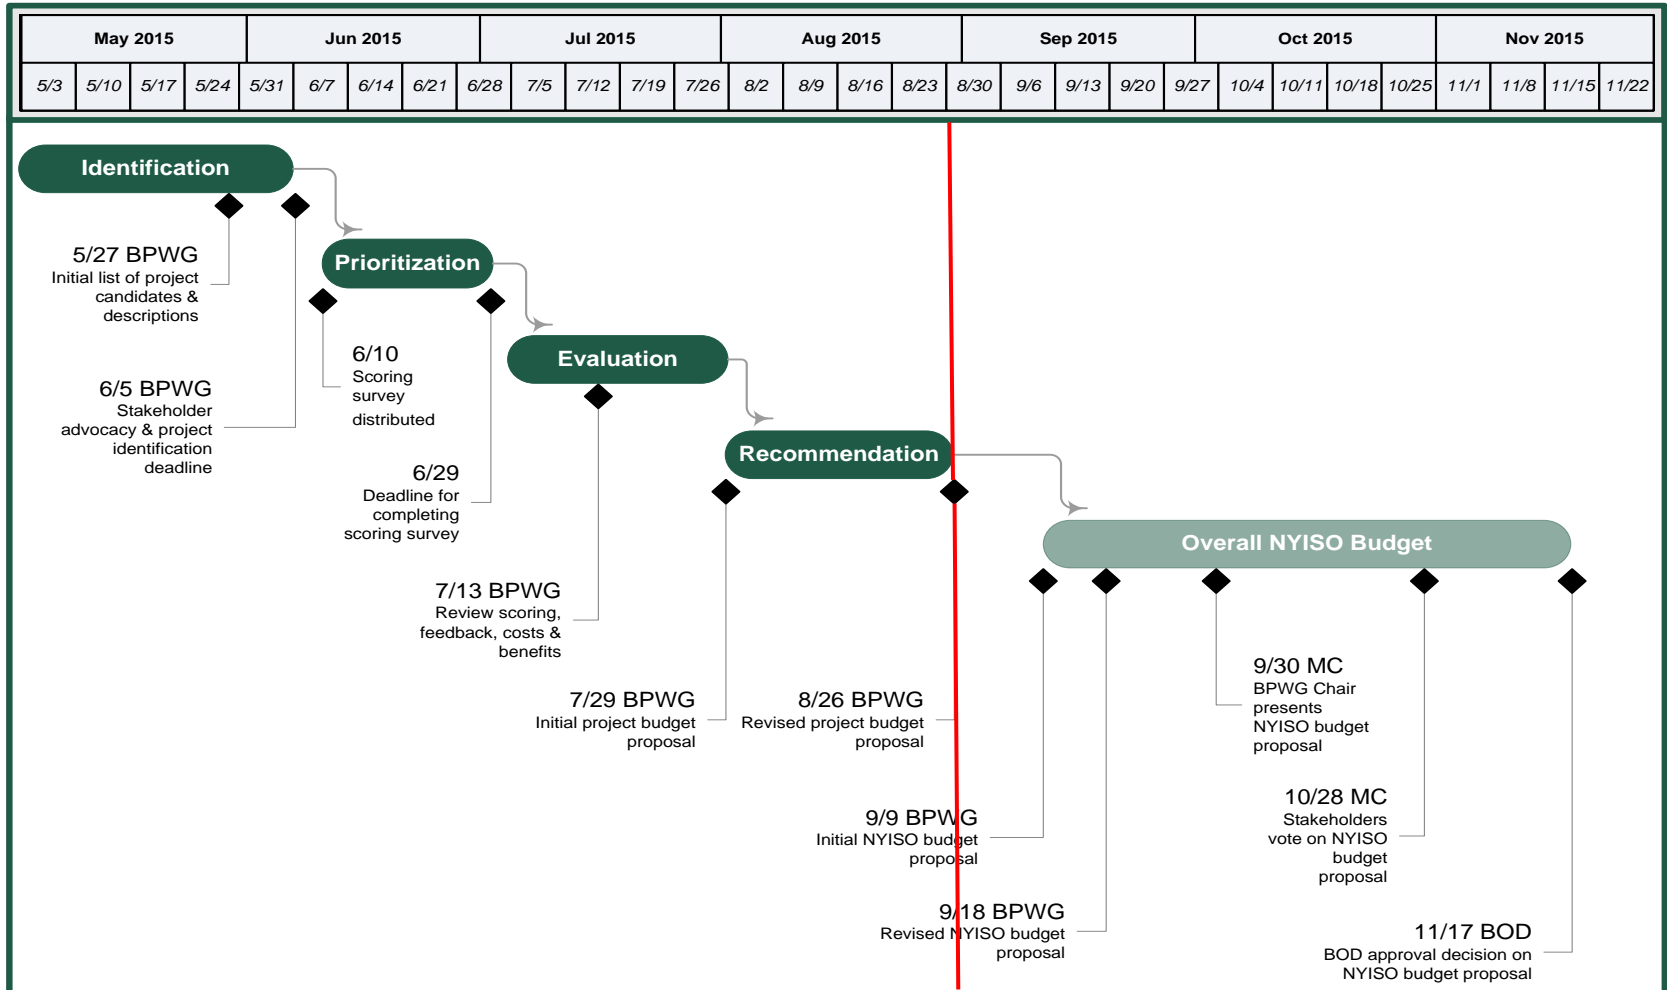 May 2015 Jun 2015 Jul 2015 Aug 2015 Sep 2015 Oct 2015 Nov 2015
5/3 5/10 5/17 5/24 5/31 6/7 6/14 6/21 6/28 7/5 7/12 7/19 7/26 8/2 8/9 8/16 8/23 8/30 9/6 9/13 9/20 9/27 10/4 10/11 10/18 10/25 11/1 11/8 11/15 11/22
Identification
5/27 BPWG
Initial list of project
candidates &
descriptions
6/5 BPWG
Stakeholder
advocacy & project
identification
deadline
Prioritization
6/10
Scoring
survey
distributed
6/29
Deadline for
completing
scoring survey
Evaluation
7/13 BPWG
Review scoring,
feedback, costs &
benefits
Recommendation
7/29 BPWG
Initial project budget
proposal
8/26 BPWG
Revised project budget
proposal
Overall NYISO Budget
9/9 BPWG
Initial NYISO budget
proposal
9/18 BPWG
Revised NYISO budget
proposal
9/30 MC
BPWG Chair
presents
NYISO budget
proposal
10/28 MC
Stakeholders
vote on NYISO
budget
proposal
11/17 BOD
BOD approval decision on
NYISO budget proposal